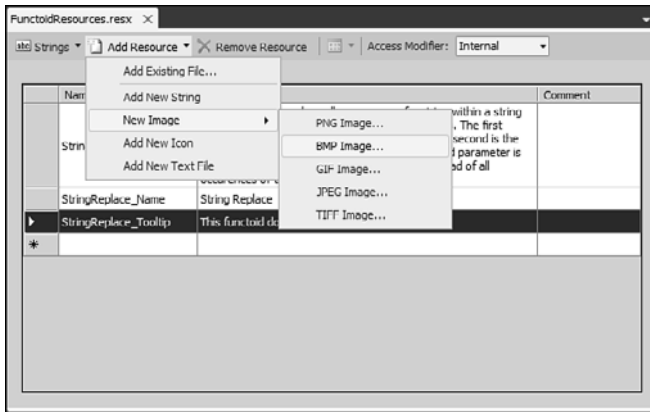 FunctoidResources.resx
abc Strings Add Resource Remove Resource Access Modifier: Internal
Add Existing File...
Add New String
New Image
Add New Icon
Add New Text File
PNG Image...
BMP Image...
GIF Image...
JPEG Image...
TIFF Image...
Comment
within a string
. The first
second is the
parameter is
ad of all
StringReplace_Name String Replace
StringReplace_Tooltip This functoid do